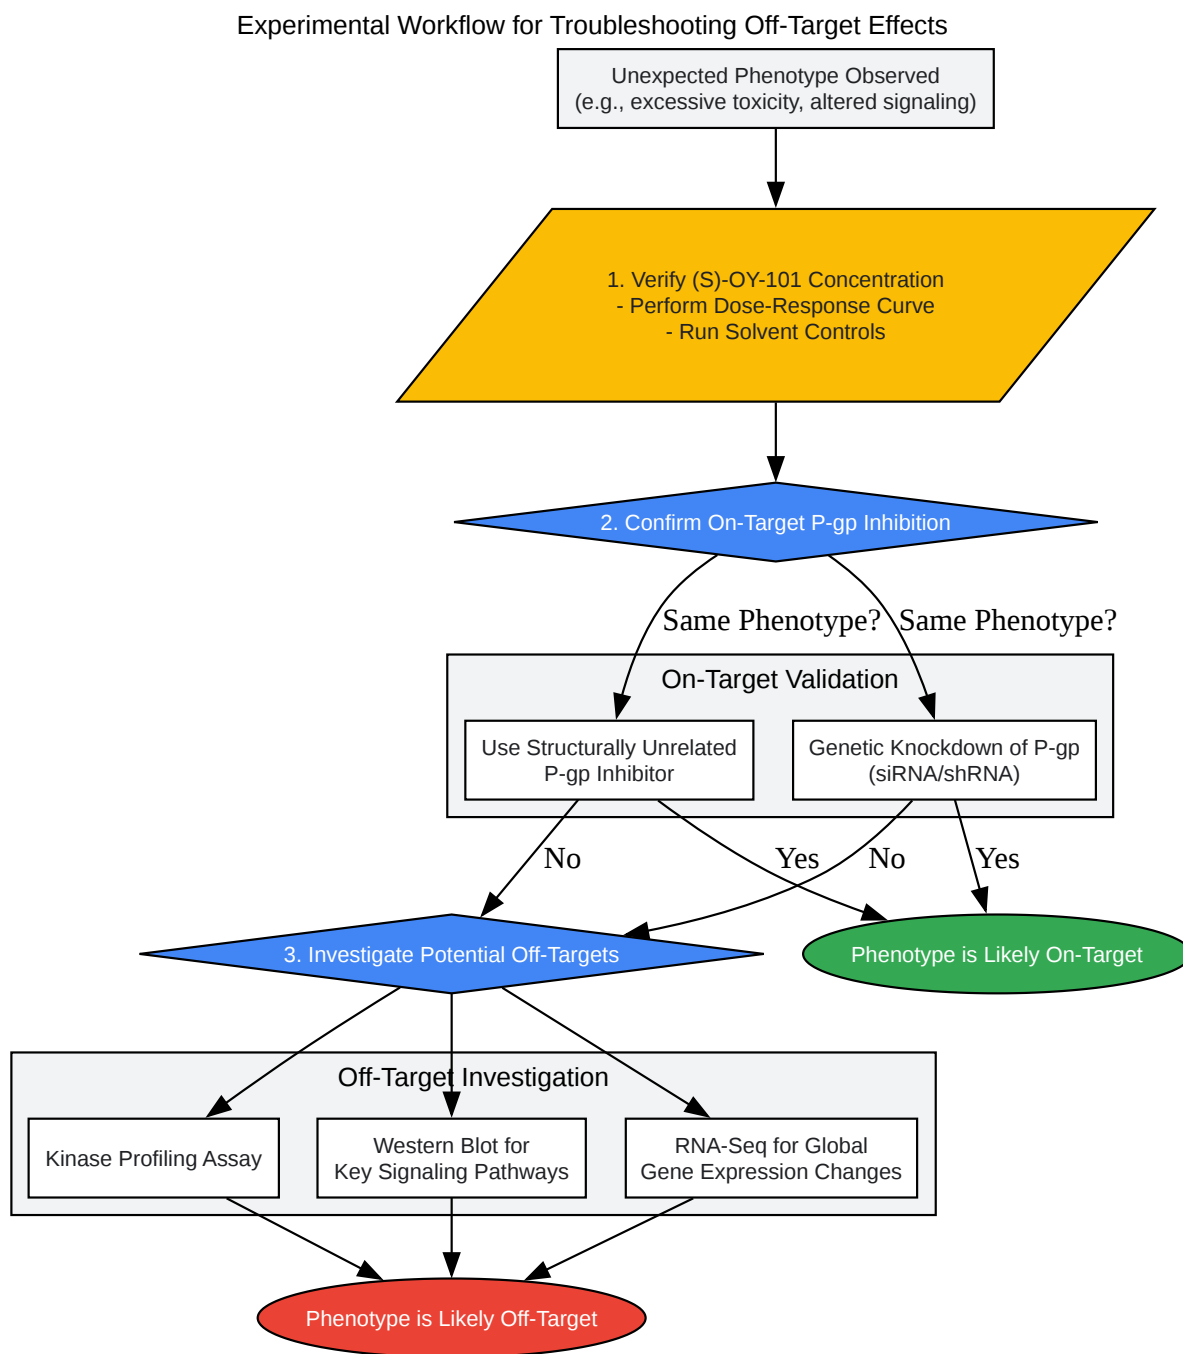 Experimental Workflow for Troubleshooting Off-Target Effects
Unexpected Phenotype Observed
(e.g., excessive toxicity, altered signaling)
1. Verify (S)-OY-101 Concentration
- Perform Dose-Response Curve
- Run Solvent Controls
2. Confirm On-Target P-gp Inhibition
Same Phenotype?
Same Phenotype?
On-Target Validation
Use Structurally Unrelated
P-gp Inhibitor
Genetic Knockdown of P-gp
(siRNA/shRNA)
No
Yes
No
Yes
3. Investigate Potential Off-Targets
Phenotype is Likely On-Target
Off-Target Investigation
Kinase Profiling Assay
Western Blot for
Key Signaling Pathways
RNA-Seq for Global
Gene Expression Changes
Phenotype is Likely Off-Target